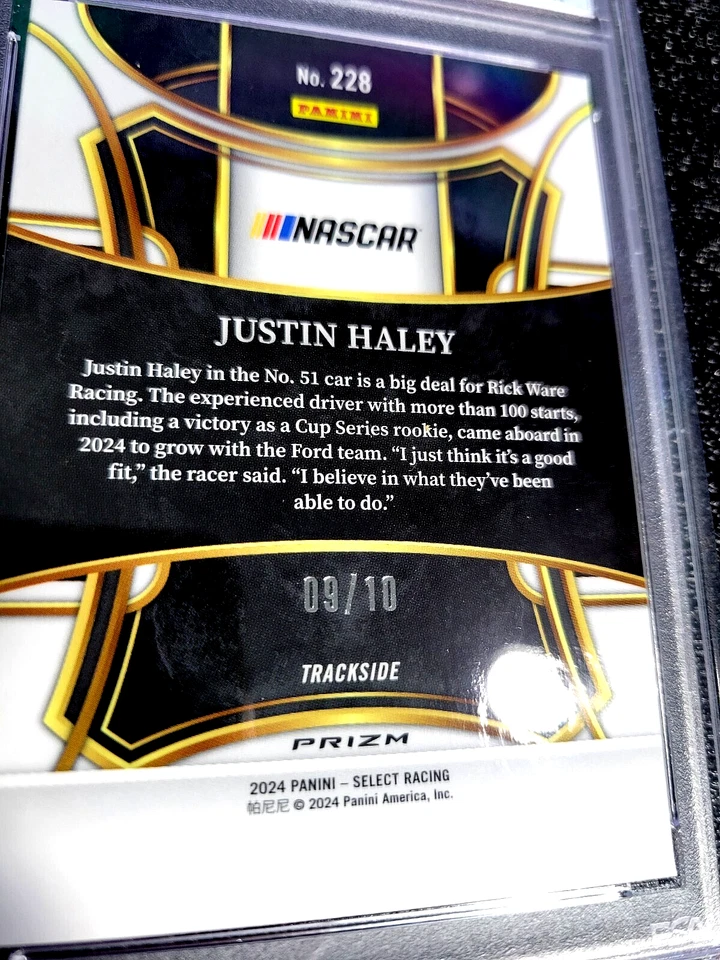 No. 228
PANINI
NASCAR
JUSTIN HALEY
Justin Haley in the No. 51 car is a big deal for Rick Ware
Racing. The experienced driver with more than 100 starts,
including a victory as a Cup Series rookie, came aboard in
2024 to grow with the Ford team. “I just think it’s a good
fit,” the racer said. “I believe in what they’ve been
able to do.”
09/10
TRACKSIDE
PRIZM
2024 PANINI – SELECT RACING
帕尼尼 © 2024 Panini America, Inc.